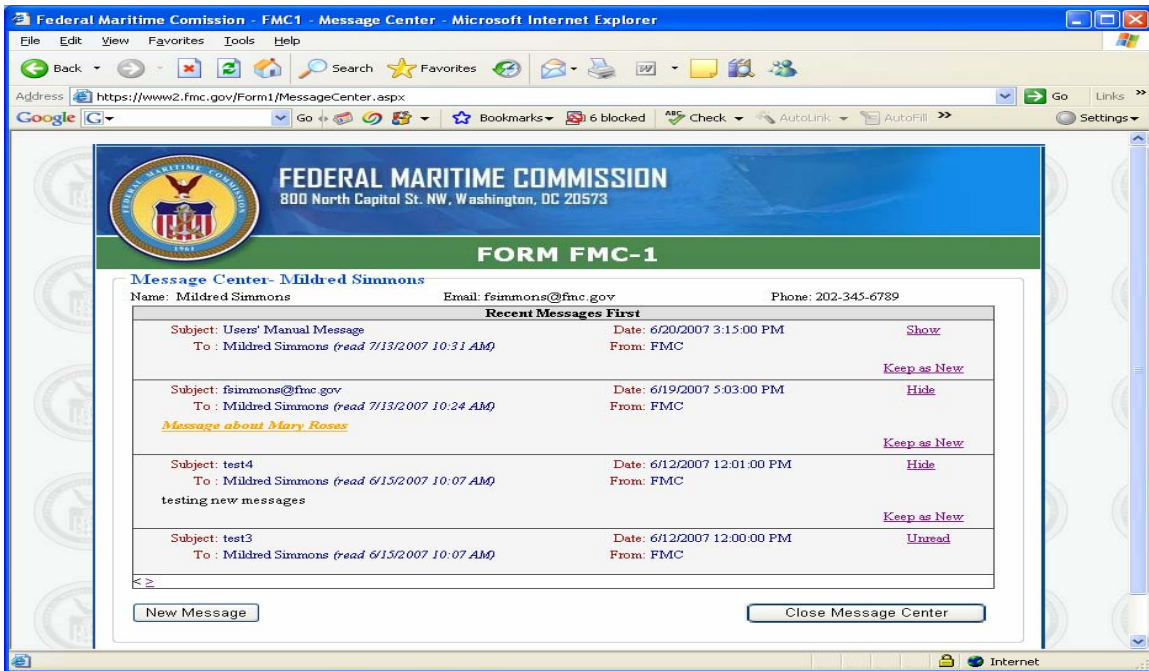 Federal Maritime Comission - FMC1 - Message Center - Microsoft Internet Explorer
File Edit View Favorites Tools Help
Back Search Favorites
Address https://www2.fmc.gov/Form1/MessageCenter.aspx Go Links »
Google G Go Bookmarks 6 blocked ABC Check AutoLink AutoFill » Settings
FEDERAL MARITIME COMMISSION
800 North Capitol St. NW, Washington, DC 20573
MARITIME COMMISSION
1961
FORM FMC-1
Message Center- Mildred Simmons
Name: Mildred Simmons Email: fsimmons@fmc.gov Phone: 202-345-6789
Recent Messages First
Subject: Users' Manual Message Date: 6/20/2007 3:15:00 PM Show
To : Mildred Simmons (read 7/13/2007 10:31 AM) From: FMC
Keep as New
Subject: fsimmons@fmc.gov Date: 6/19/2007 5:03:00 PM Hide
To : Mildred Simmons (read 7/13/2007 10:24 AM) From: FMC
Message about Mary Roses
Keep as New
Subject: test4 Date: 6/12/2007 12:01:00 PM Hide
To : Mildred Simmons (read 6/15/2007 10:07 AM) From: FMC
testing new messages
Keep as New
Subject: test3 Date: 6/12/2007 12:00:00 PM Unread
To : Mildred Simmons (read 6/15/2007 10:07 AM) From: FMC
< >
New Message Close Message Center
Internet